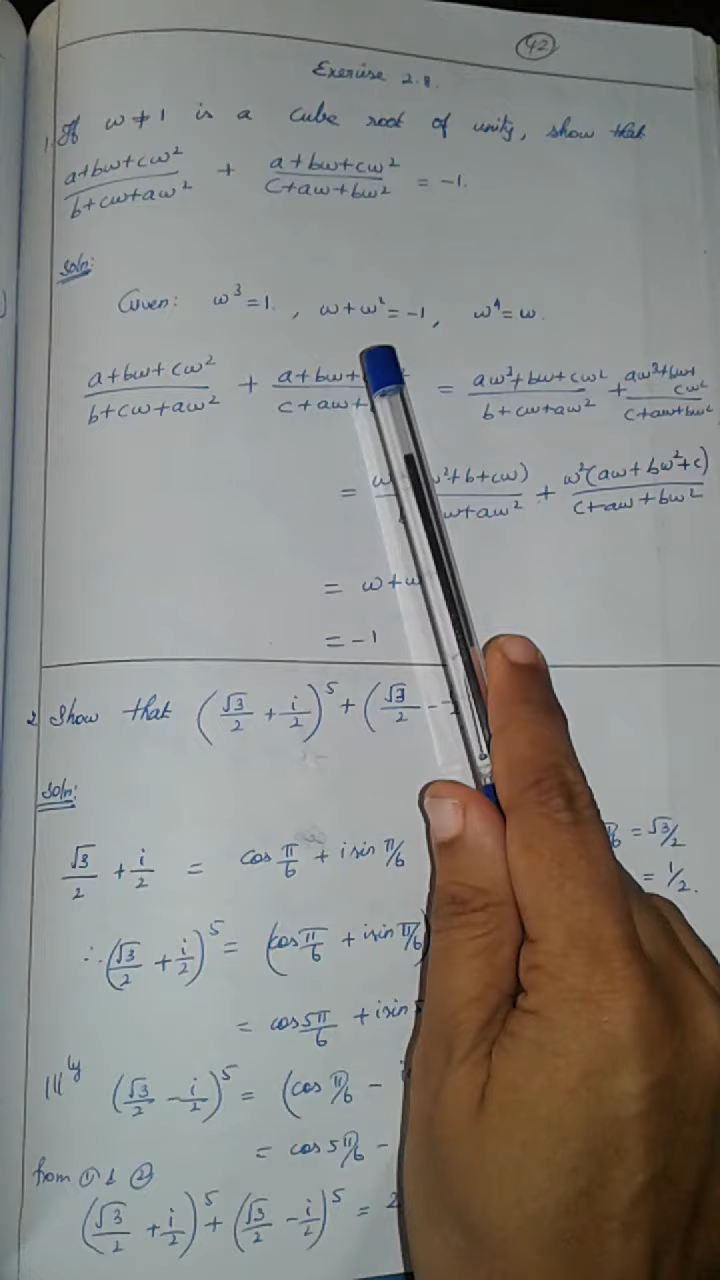 42
Exercise 2.8.
1. If ω ≠ 1 is a cube root of unity, show that
(a+bω+cω²)/(b+cω+aω²) + (a+bω+cω²)/(c+aω+bω²) = -1.
Soln:
Given: ω³ = 1. , ω+ω² = -1, ω⁴ = ω.
(a+bω+cω²)/(b+cω+aω²) + (a+bω+)/(c+aω+) = (aω³+bω+cω²)/(b+cω+aω²) + (aω³+bω+cω²)/(c+aω+bω²)
= (ω ω²+b+cω)/(ω+aω²) + ω²(aω+bω²+c)/(c+aω+bω²)
= ω+ω
= -1
2. Show that (√3/2 + i/2)⁵ + (√3/2 -
Soln:
√3/2 + i/2 = cos π/6 + i sin π/6 = √3/2
= 1/2.
∴ (√3/2 + i/2)⁵ = (cos π/6 + i sin π/6)
= cos 5π/6 + i sin
|||ly (√3/2 - i/2)⁵ = (cos π/6 -
= cos 5π/6 -
from ① & ②
(√3/2 + i/2)⁵ + (√3/2 - i/2)⁵ = 2